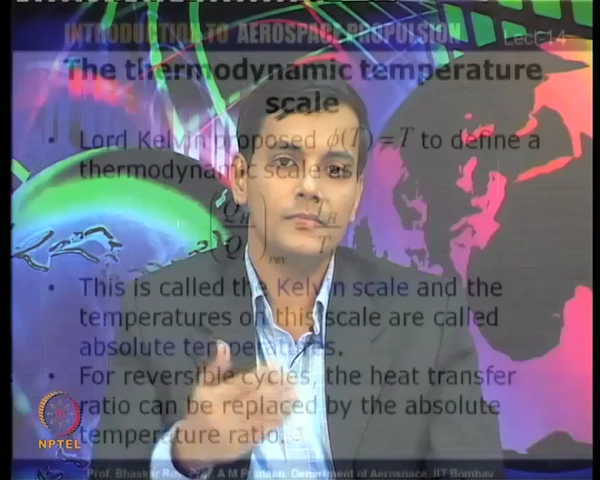 INTRODUCTION TO AEROSPACE PROPULSION Lect 14
The thermodynamic temperature
scale
• Lord Kelvin proposed ϕ(T) = T to define a
thermodynamic scale as
(Q_H / Q)_rev = T_H / T
• This is called the Kelvin scale and the
temperatures on this scale are called
absolute temperatures.
• For reversible cycles, the heat transfer
ratio can be replaced by the absolute
temperature ratio.
NPTEL
Prof. Bhaskar Roy, Prof. A M Pradeep, Department of Aerospace, IIT Bombay